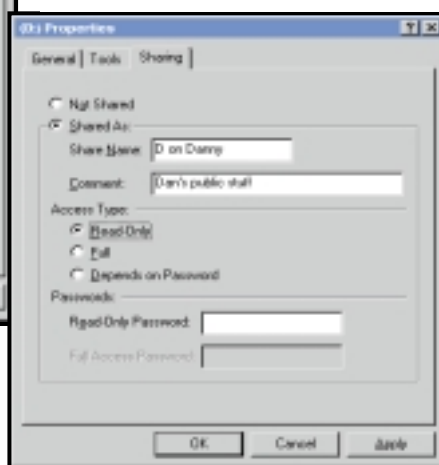 (D:) Properties
General Tools Sharing
Not Shared
Shared As:
Share Name: D on Danny
Comment: Dan's public stuff
Access Type:
Read-Only
Full
Depends on Password
Passwords:
Read-Only Password:
Full Access Password:
OK Cancel Apply